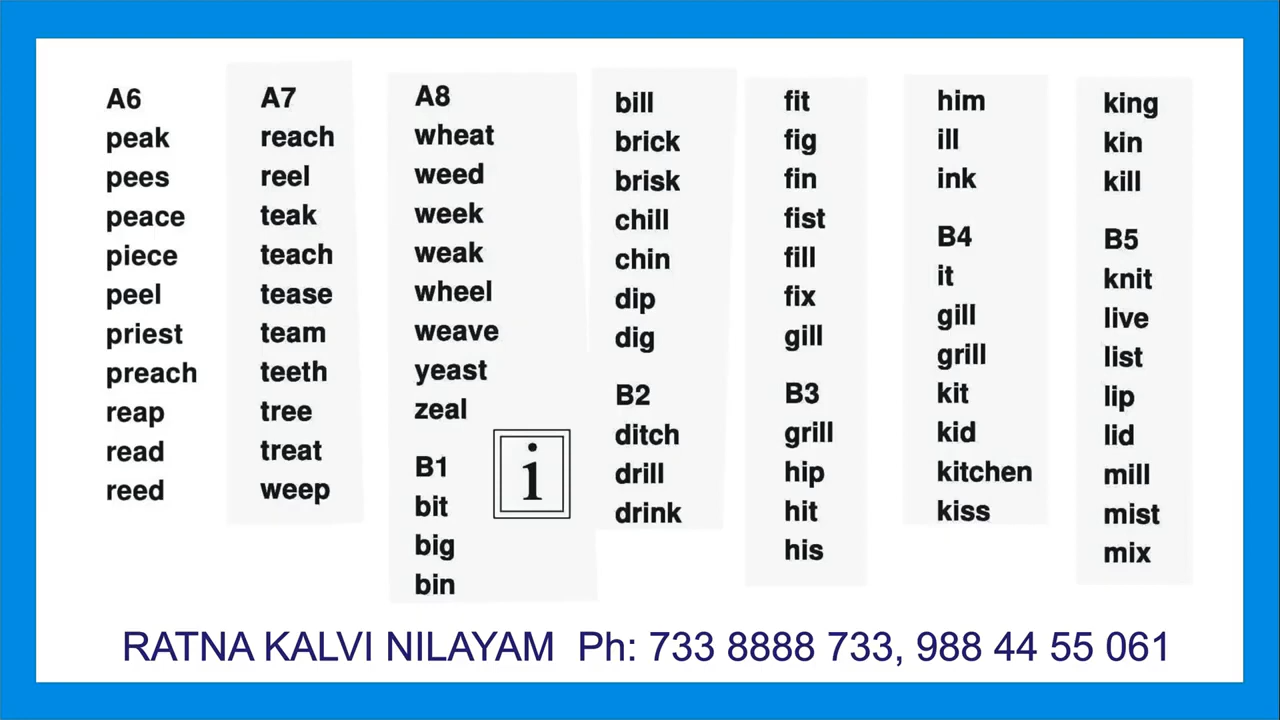 A6
peak
pees
peace
piece
peel
priest
preach
reap
read
reed
A7
reach
reel
teak
teach
tease
team
teeth
tree
treat
weep
A8
wheat
weed
week
weak
wheel
weave
yeast
zeal
B1
bit
big
bin
i
bill
brick
brisk
chill
chin
dip
dig
B2
ditch
drill
drink
fit
fig
fin
fist
fill
fix
gill
B3
grill
hip
hit
his
him
ill
ink
B4
it
gill
grill
kit
kid
kitchen
kiss
king
kin
kill
B5
knit
live
list
lip
lid
mill
mist
mix
RATNA KALVI NILAYAM Ph: 733 8888 733, 988 44 55 061